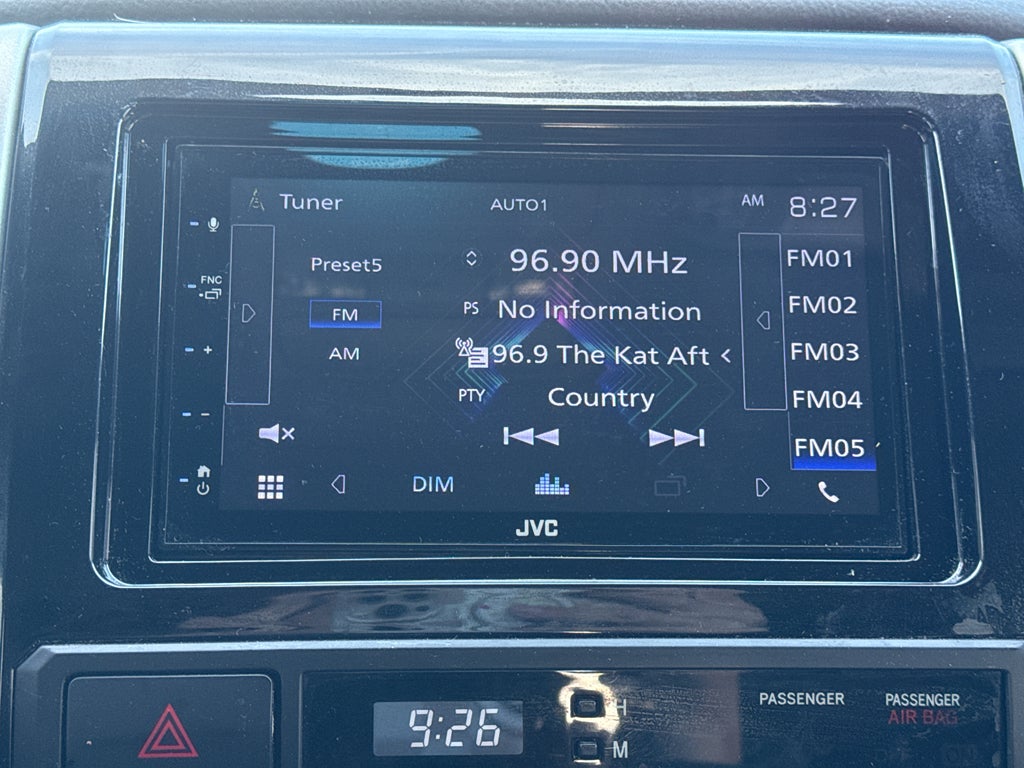 Tuner AUTO1 AM 8:27
Preset5 96.90 MHz FM01
FM PS No Information FM02
AM 96.9 The Kat Aft < FM03
PTY Country FM04
FM05
DIM
FNC
+
-
JVC
9:26 H
M
PASSENGER
PASSENGER
AIR BAG